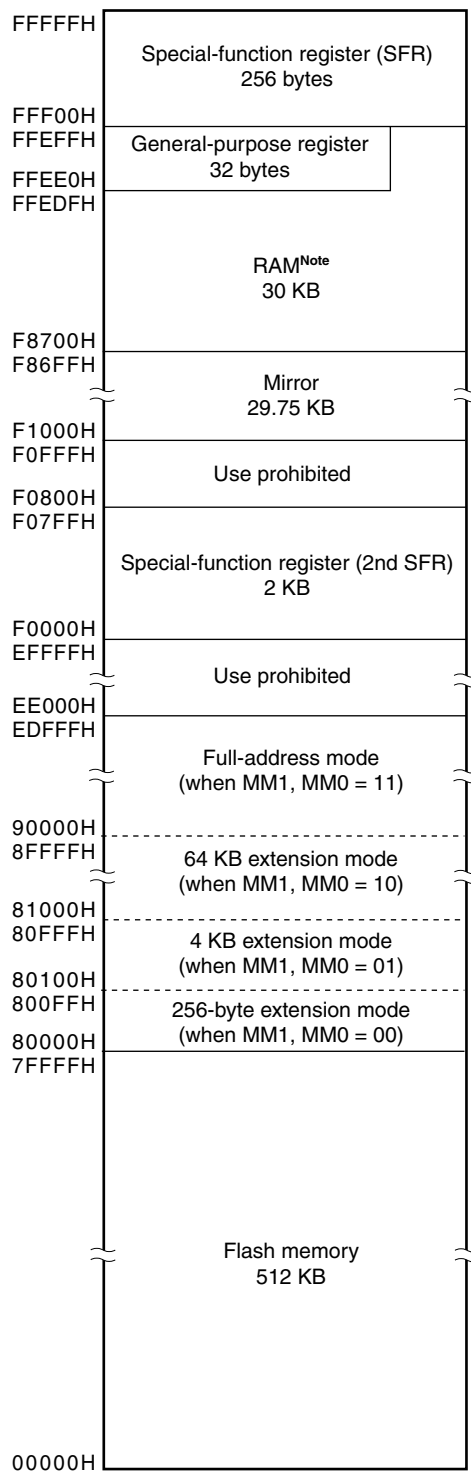 FFFFFH
Special-function register (SFR)
256 bytes
FFF00H
FFEFFH
General-purpose register
32 bytes
FFEE0H
FFEDFH
RAMNote
30 KB
F8700H
F86FFH
Mirror
29.75 KB
F1000H
F0FFFH
Use prohibited
F0800H
F07FFH
Special-function register (2nd SFR)
2 KB
F0000H
EFFFFH
Use prohibited
EE000H
EDFFFH
Full-address mode
(when MM1, MM0 = 11)
90000H
8FFFFH
64 KB extension mode
(when MM1, MM0 = 10)
81000H
80FFFH
4 KB extension mode
(when MM1, MM0 = 01)
80100H
800FFH
256-byte extension mode
(when MM1, MM0 = 00)
80000H
7FFFFH
Flash memory
512 KB
00000H